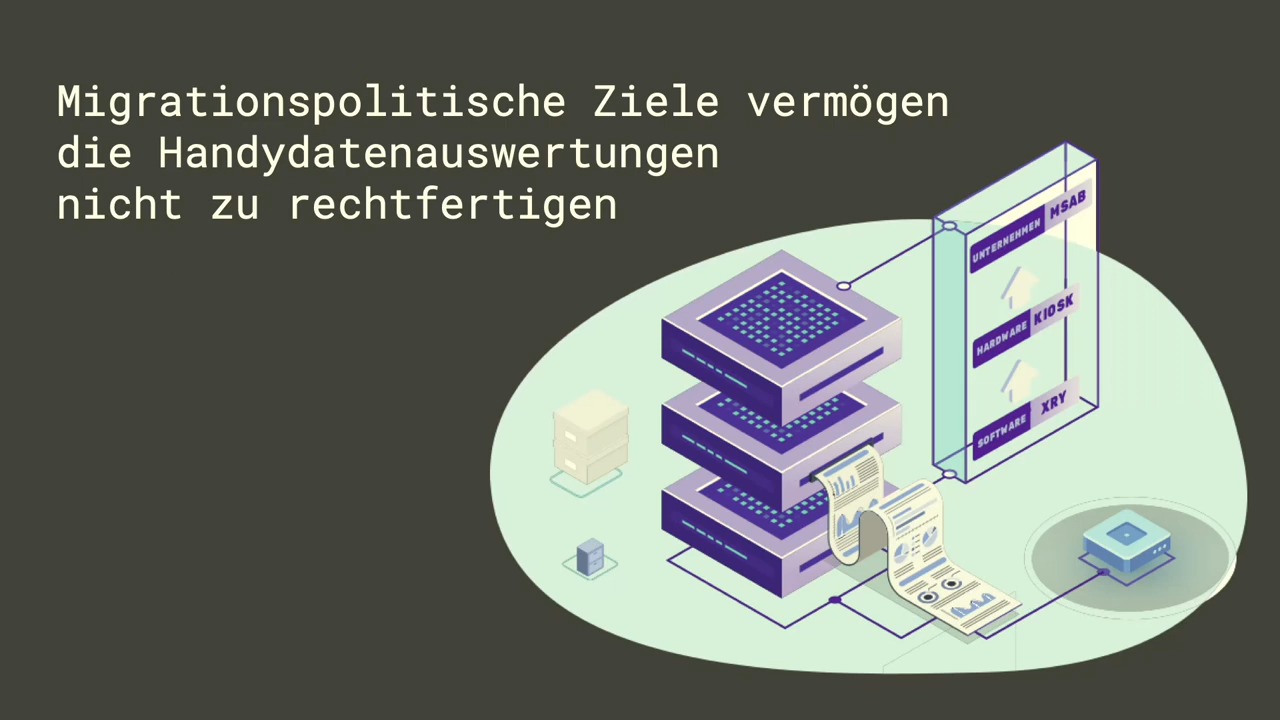 Migrationspolitische Ziele vermögen
die Handydatenauswertungen
nicht zu rechtfertigen
UNTERNEHMEN MSAB
HARDWARE KIOSK
SOFTWARE XRY